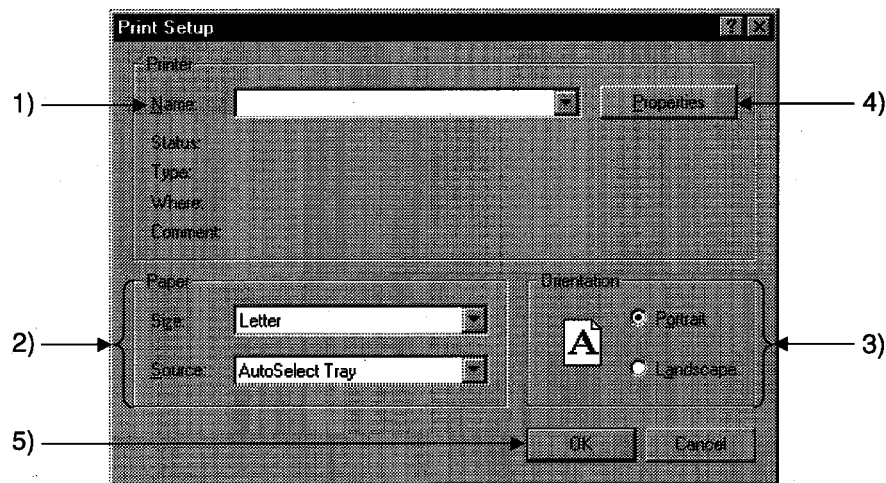 Print Setup
Printer
1) Name: Properties 4)
Status:
Type:
Where:
Comment:
Paper Orientation
Size: Letter Portrait
2) A 3)
Source: AutoSelect Tray Landscape
5) OK Cancel